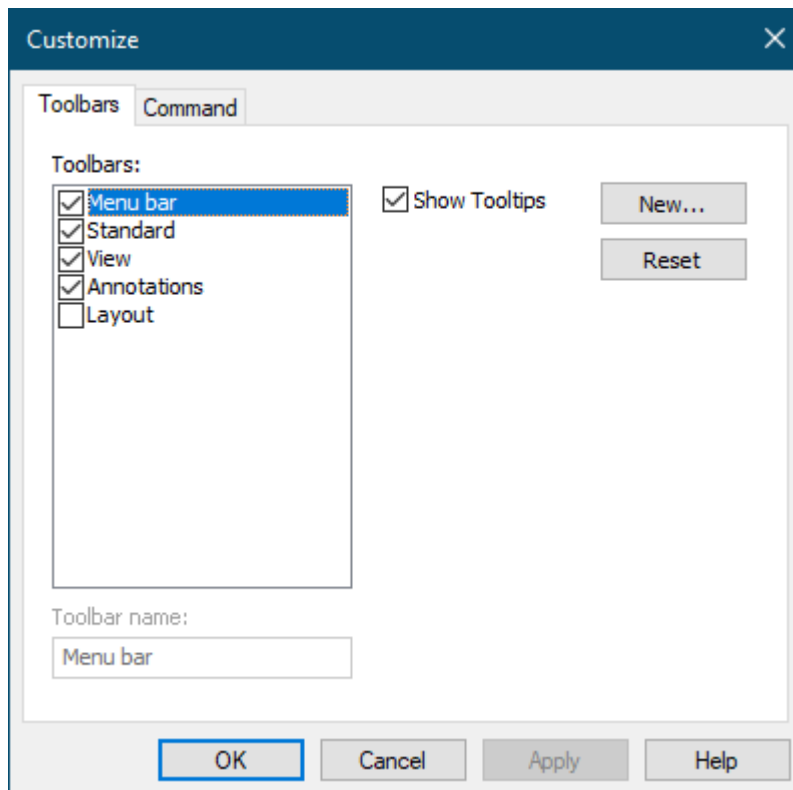 Customize
Toolbars Command
Toolbars:
Menu bar
Standard
View
Annotations
Layout
Show Tooltips
New...
Reset
Toolbar name:
Menu bar
OK Cancel Apply Help